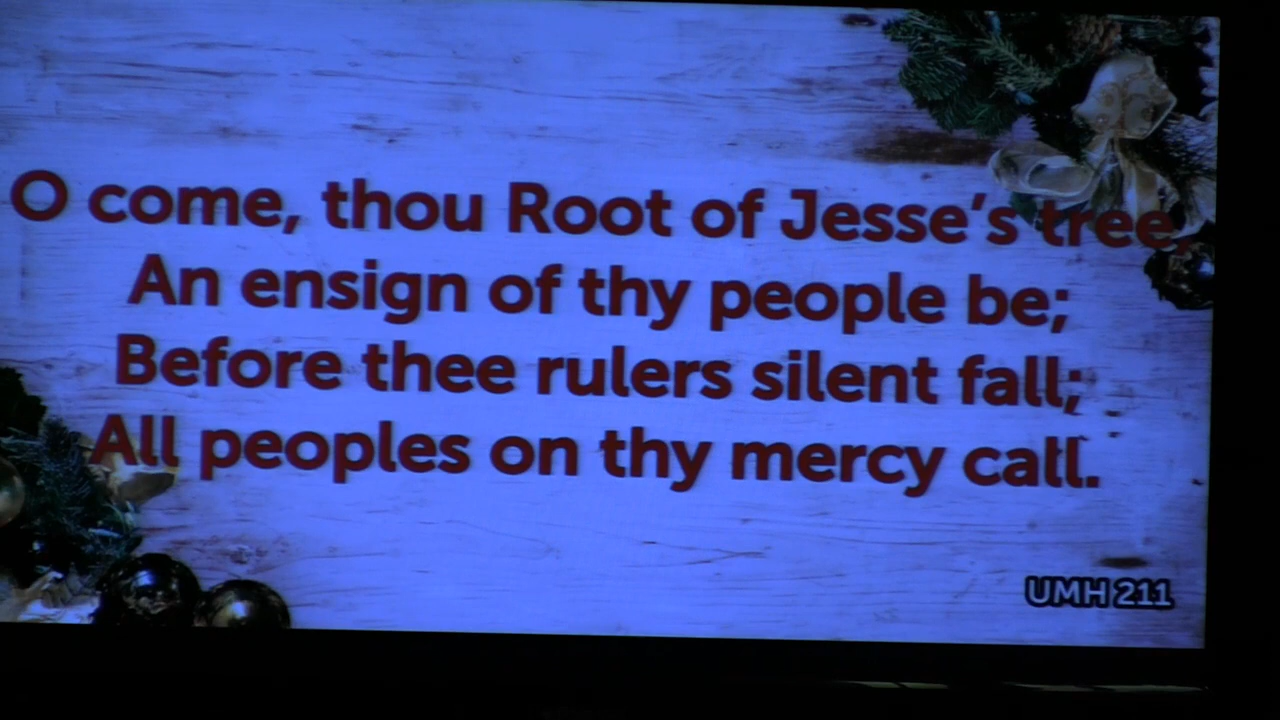 O come, thou Root of Jesse’s tree,
An ensign of thy people be;
Before thee rulers silent fall;
All peoples on thy mercy call.
UMH 211